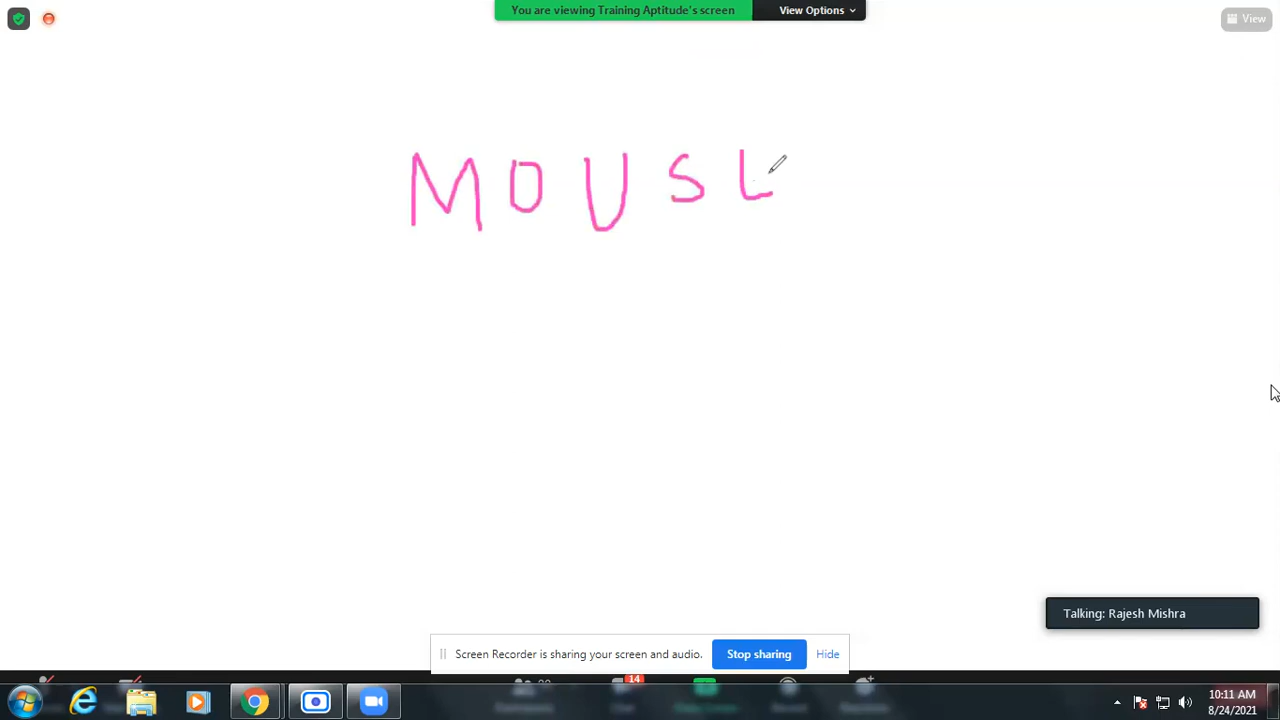 You are viewing Training Aptitude's screen View Options
View
MOUSL
Talking: Rajesh Mishra
Screen Recorder is sharing your screen and audio. Stop sharing Hide
14
10:11 AM
8/24/2021